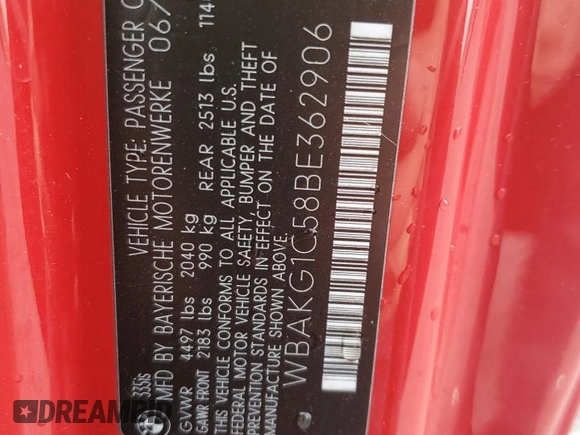 VEHICLE TYPE: PASSENGER C
MFD BY BAYERISCHE MOTORENWERKE 06/
GVWR 4497 lbs 2040 kg
GAWR FRONT 2183 lbs 990 kg REAR 2513 lbs 114
THIS VEHICLE CONFORMS TO ALL APPLICABLE U.S.
FEDERAL MOTOR VEHICLE SAFETY, BUMPER AND THEFT
PREVENTION STANDARDS IN EFFECT ON THE DATE OF
MANUFACTURE SHOWN ABOVE.
WBAKG1C58BE362906
DREAMBID